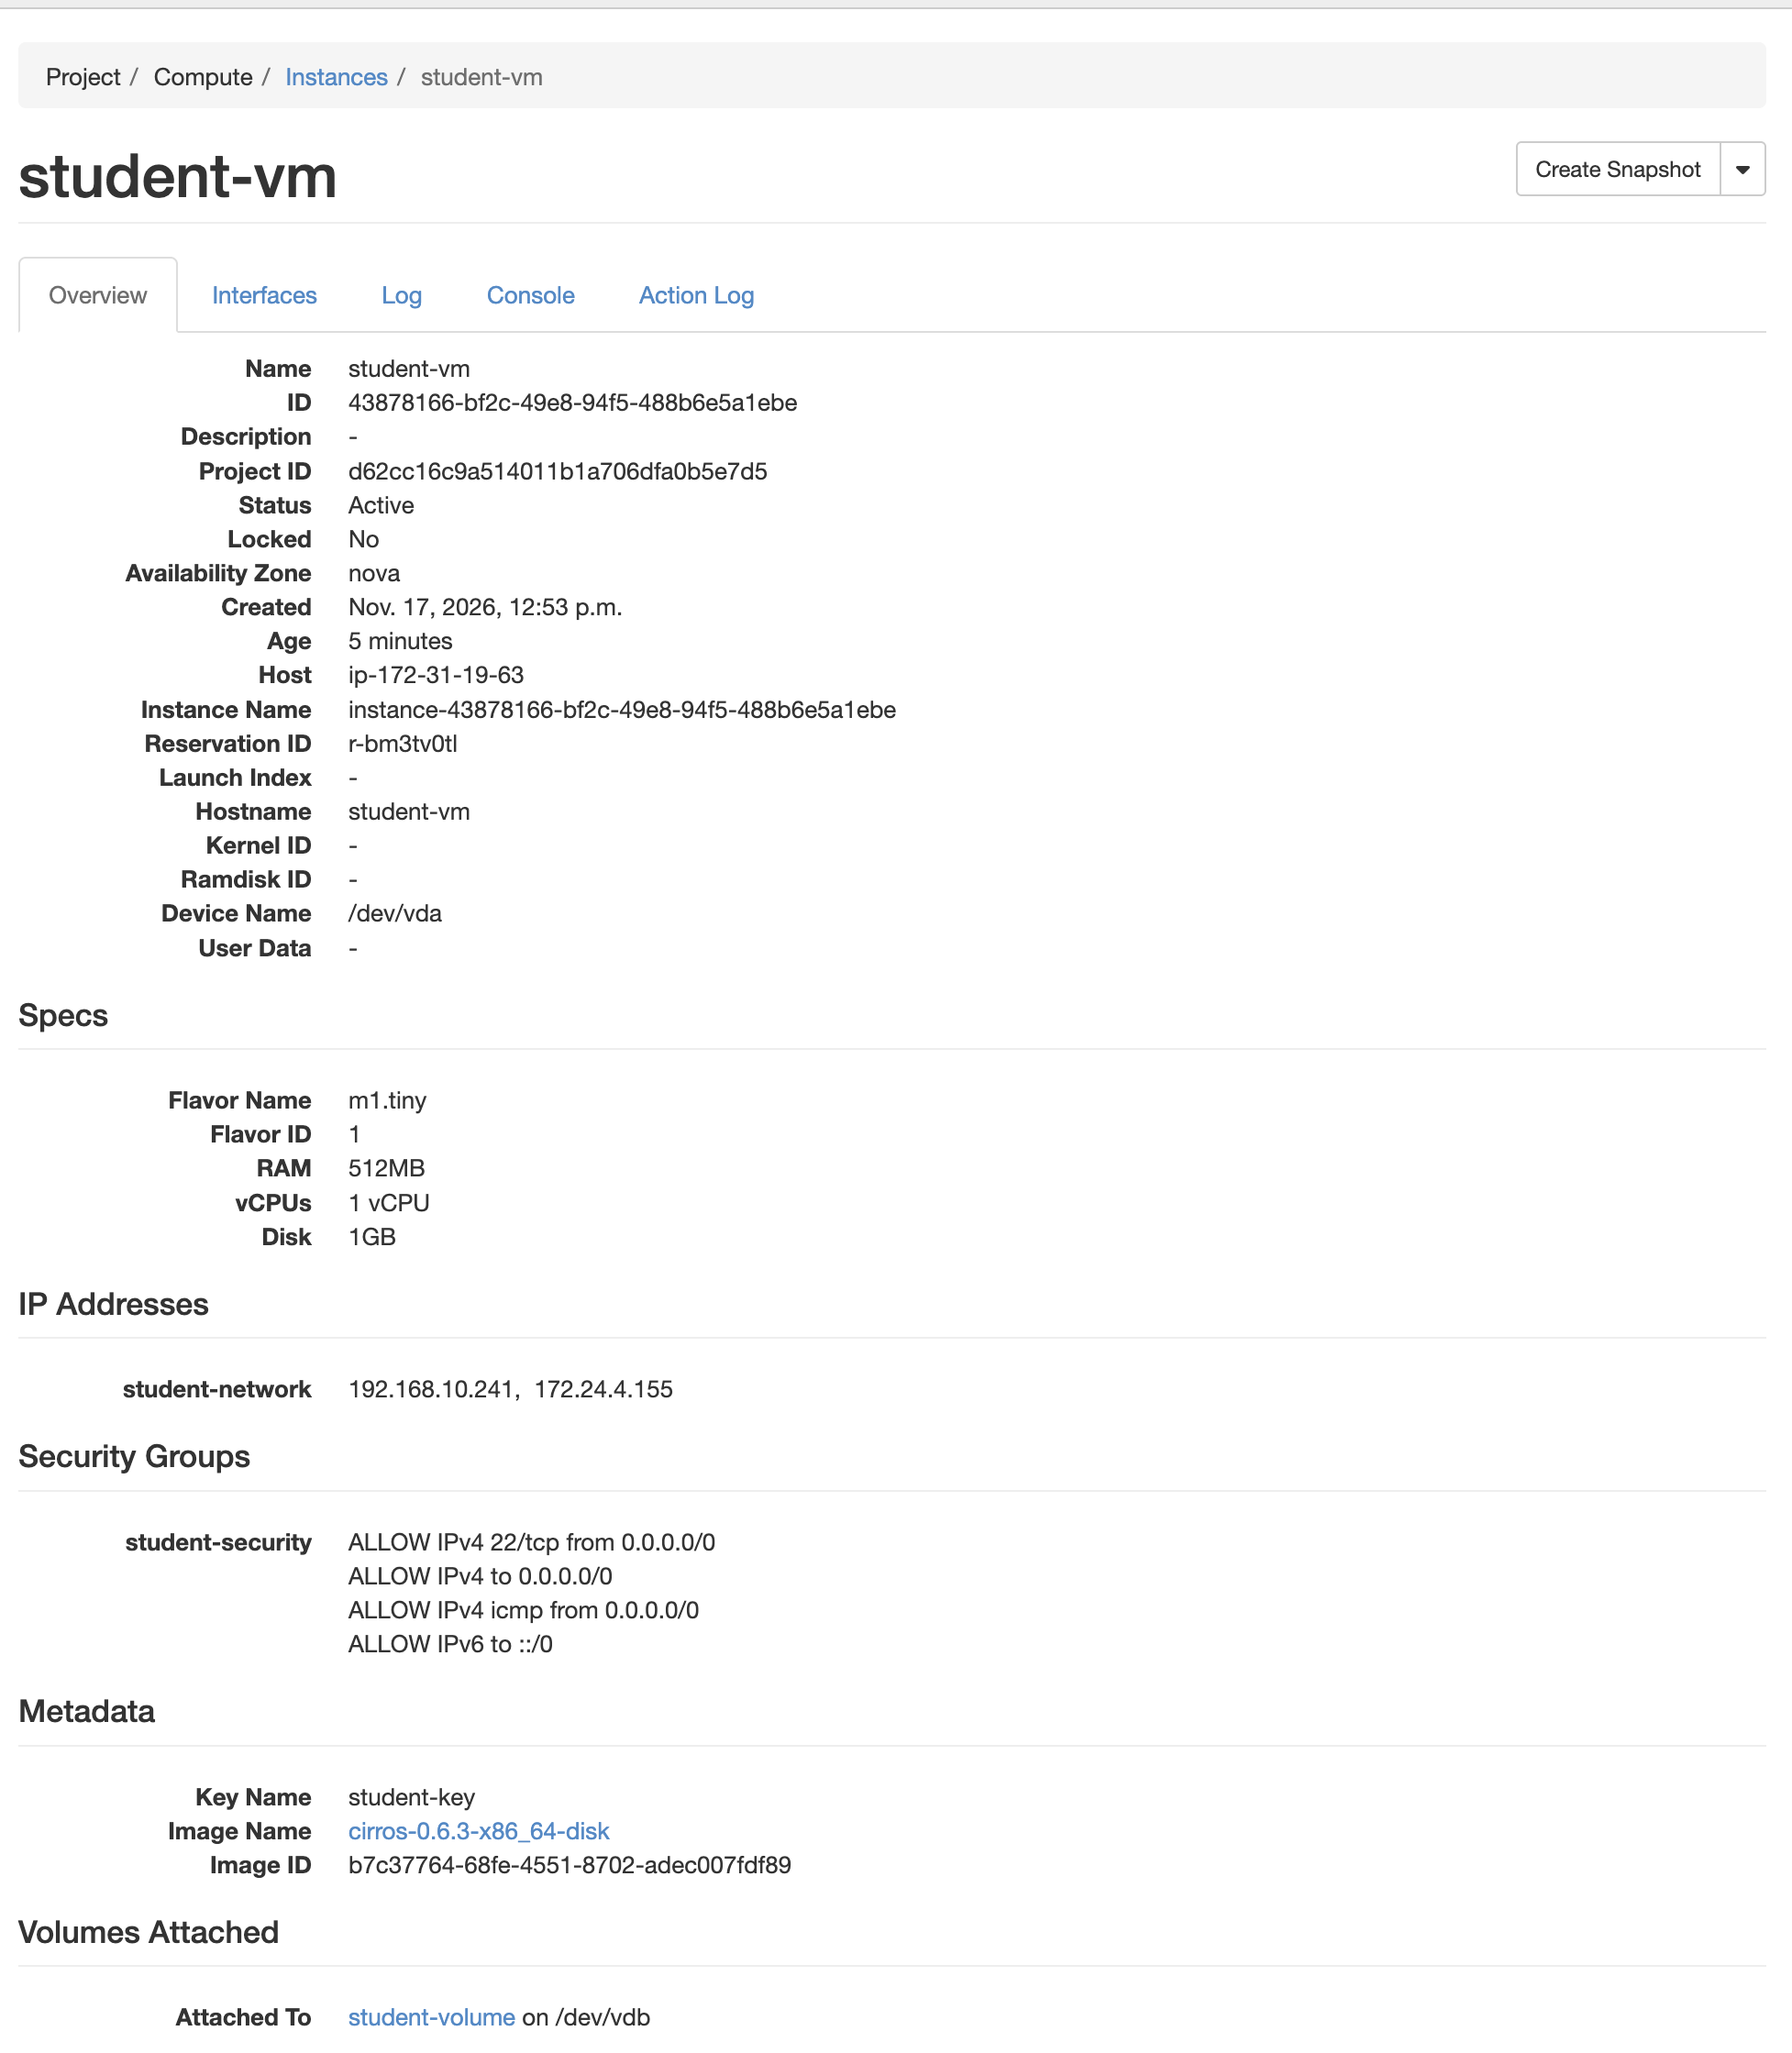 Project / Compute / Instances / student-vm
student-vm
Create Snapshot
Overview Interfaces Log Console Action Log
Name student-vm
ID 43878166-bf2c-49e8-94f5-488b6e5a1ebe
Description -
Project ID d62cc16c9a514011b1a706dfa0b5e7d5
Status Active
Locked No
Availability Zone nova
Created Nov. 17, 2026, 12:53 p.m.
Age 5 minutes
Host ip-172-31-19-63
Instance Name instance-43878166-bf2c-49e8-94f5-488b6e5a1ebe
Reservation ID r-bm3tv0tl
Launch Index -
Hostname student-vm
Kernel ID -
Ramdisk ID -
Device Name /dev/vda
User Data -
Specs
Flavor Name m1.tiny
Flavor ID 1
RAM 512MB
vCPUs 1 vCPU
Disk 1GB
IP Addresses
student-network 192.168.10.241, 172.24.4.155
Security Groups
student-security ALLOW IPv4 22/tcp from 0.0.0.0/0
ALLOW IPv4 to 0.0.0.0/0
ALLOW IPv4 icmp from 0.0.0.0/0
ALLOW IPv6 to ::/0
Metadata
Key Name student-key
Image Name cirros-0.6.3-x86_64-disk
Image ID b7c37764-68fe-4551-8702-adec007fdf89
Volumes Attached
Attached To student-volume on /dev/vdb